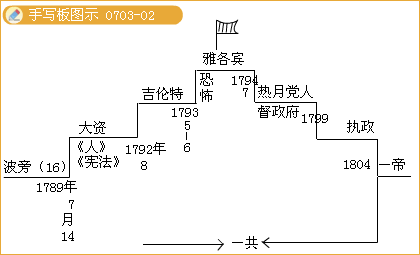 手写板图示 0703-02
雅各宾
恐怖
1794
7
吉伦特
1793
5-6
热月党人
督政府
1799
大资
《人》
《宪法》
1792年
8
执政
1804
波旁（16）
1789年
7
月
14
一帝
一共